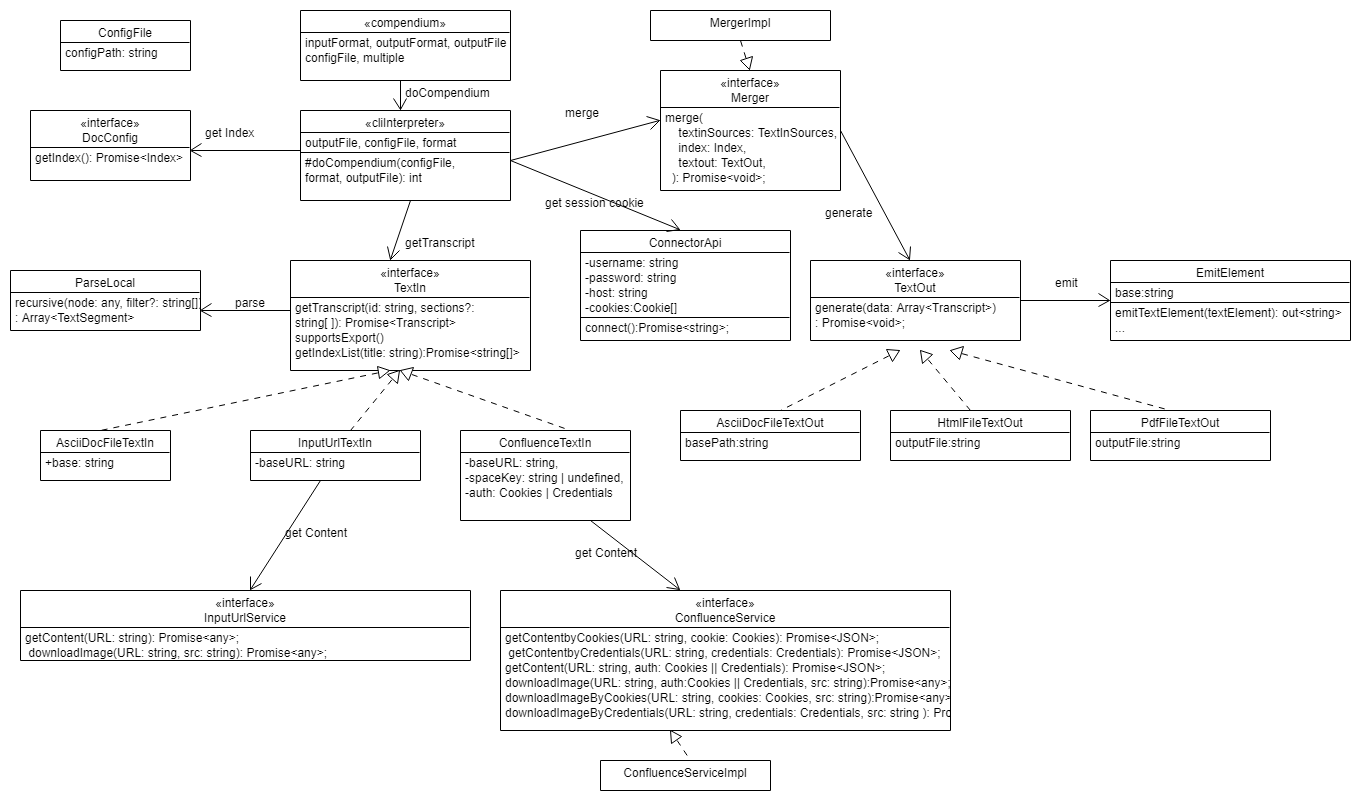 ConfigFile
configPath: string
«compendium»
inputFormat, outputFormat, outputFile
configFile, multiple
MergerImpl
doCompendium
«interface»
Merger
merge(
textinSources: TextInSources,
index: Index,
textout: TextOut,
): Promise<void>;
«interface»
DocConfig
getIndex(): Promise<Index>
get Index
«cliInterpreter»
outputFile, configFile, format
#doCompendium(configFile,
format, outputFile): int
merge
get session cookie
generate
getTranscript
ParseLocal
recursive(node: any, filter?: string[])
: Array<TextSegment>
parse
«interface»
TextIn
getTranscript(id: string, sections?:
string[ ]): Promise<Transcript>
supportsExport()
getIndexList(title: string):Promise<string[]>
ConnectorApi
-username: string
-password: string
-host: string
-cookies:Cookie[]
connect():Promise<string>;
«interface»
TextOut
generate(data: Array<Transcript>)
: Promise<void>;
emit
EmitElement
base:string
emitTextElement(textElement): out<string>
...
AsciiDocFileTextIn
+base: string
InputUrlTextIn
-baseURL: string
ConfluenceTextIn
-baseURL: string,
-spaceKey: string | undefined,
-auth: Cookies | Credentials
AsciiDocFileTextOut
basePath:string
HtmlFileTextOut
outputFile:string
PdfFileTextOut
outputFile:string
get Content
get Content
«interface»
InputUrlService
getContent(URL: string): Promise<any>;
downloadImage(URL: string, src: string): Promise<any>;
«interface»
ConfluenceService
getContentbyCookies(URL: string, cookie: Cookies): Promise<JSON>;
getContentbyCredentials(URL: string, credentials: Credentials): Promise<JSON>;
getContent(URL: string, auth: Cookies || Credentials): Promise<JSON>;
downloadImage(URL: string, auth:Cookies || Credentials, src: string):Promise<any>;
downloadImageByCookies(URL: string, cookies: Cookies, src: string):Promise<any>
downloadImageByCredentials(URL: string, credentials: Credentials, src: string ):
ConfluenceServiceImpl